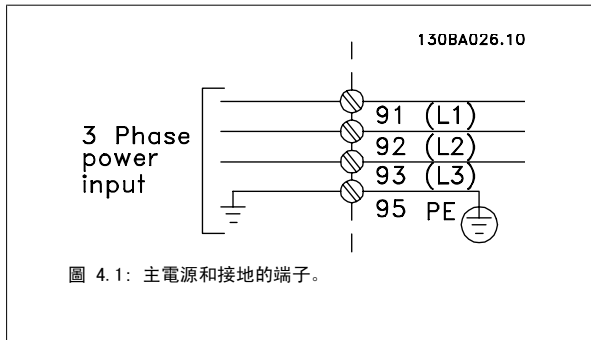 130BA026.10
3 Phase
power
input
91 (L1)
92 (L2)
93 (L3)
95 PE
圖 4.1: 主電源和接地的端子。